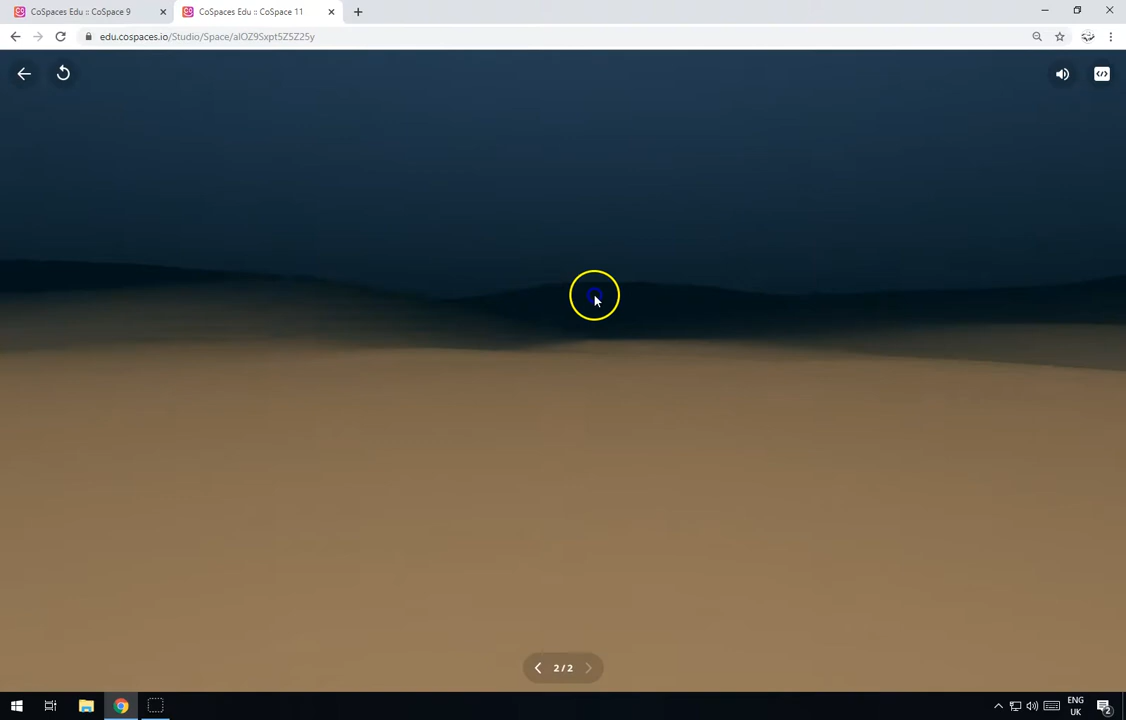 CoSpaces Edu :: CoSpace 9
CoSpaces Edu :: CoSpace 11
edu.cospaces.io/Studio/Space/alOZ9Sxpt5Z5Z25y
2 / 2
ENG
UK
2